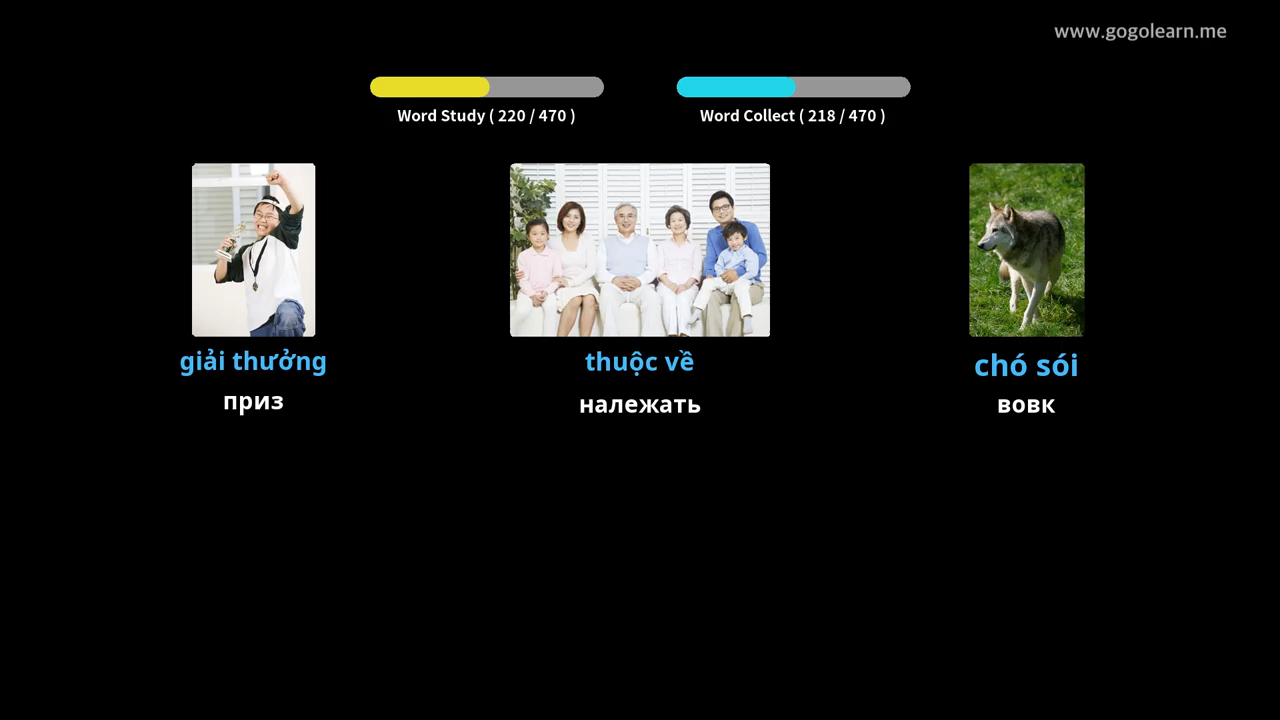 www.gogolearn.me
Word Study ( 220 / 470 )
Word Collect ( 218 / 470 )
giải thưởng
thuộc về
chó sói
приз
належать
вовк